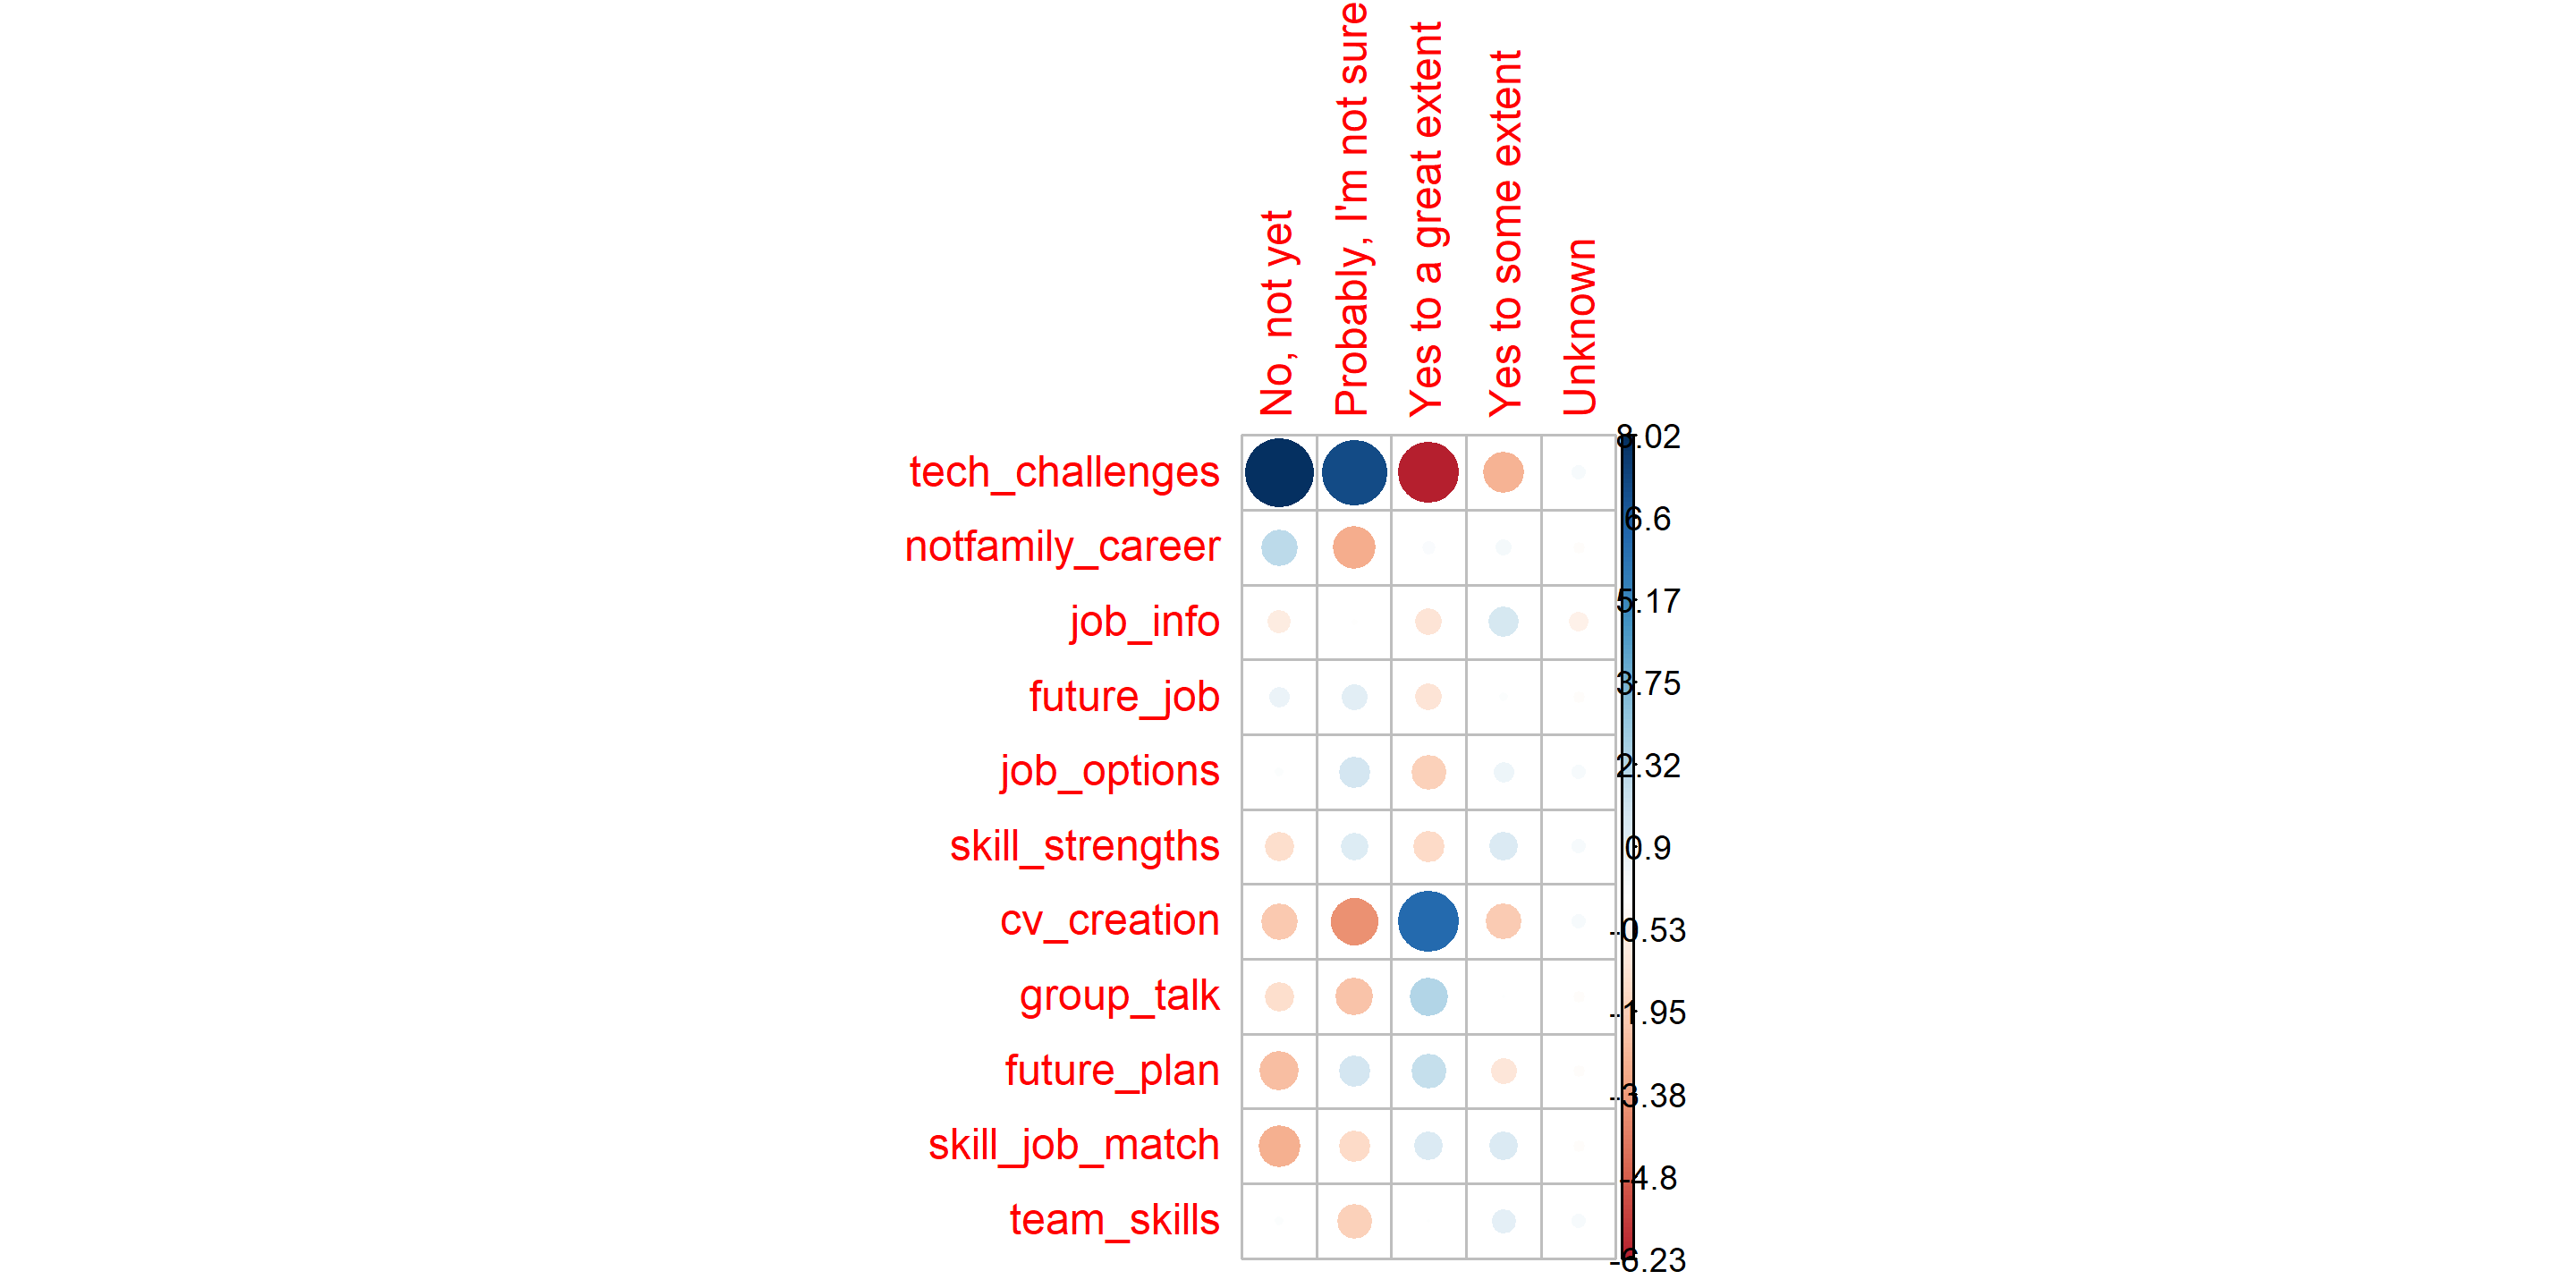 No, not yet
Probably, I'm not sure
Yes to a great extent
Yes to some extent
Unknown
tech_challenges
notfamily_career
job_info
future_job
job_options
skill_strengths
cv_creation
group_talk
future_plan
skill_job_match
team_skills
8.02
6.6
5.17
3.75
2.32
0.9
-0.53
-1.95
-3.38
-4.8
-6.23